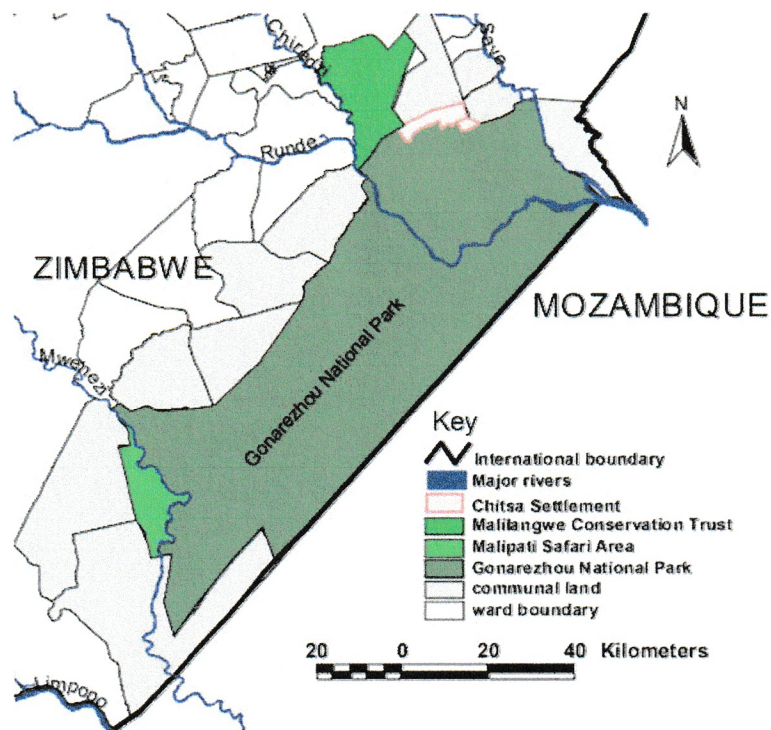 Chiredzi
Save
N
Runde
ZIMBABWE
MOZAMBIQUE
Mwenezi
Gonarezhou National Park
Key
International boundary
Major rivers
Chitsa Settlement
Malilangwe Conservation Trust
Malipati Safari Area
Gonarezhou National Park
communal land
ward boundary
20 0 20 40 Kilometers
Limpopo